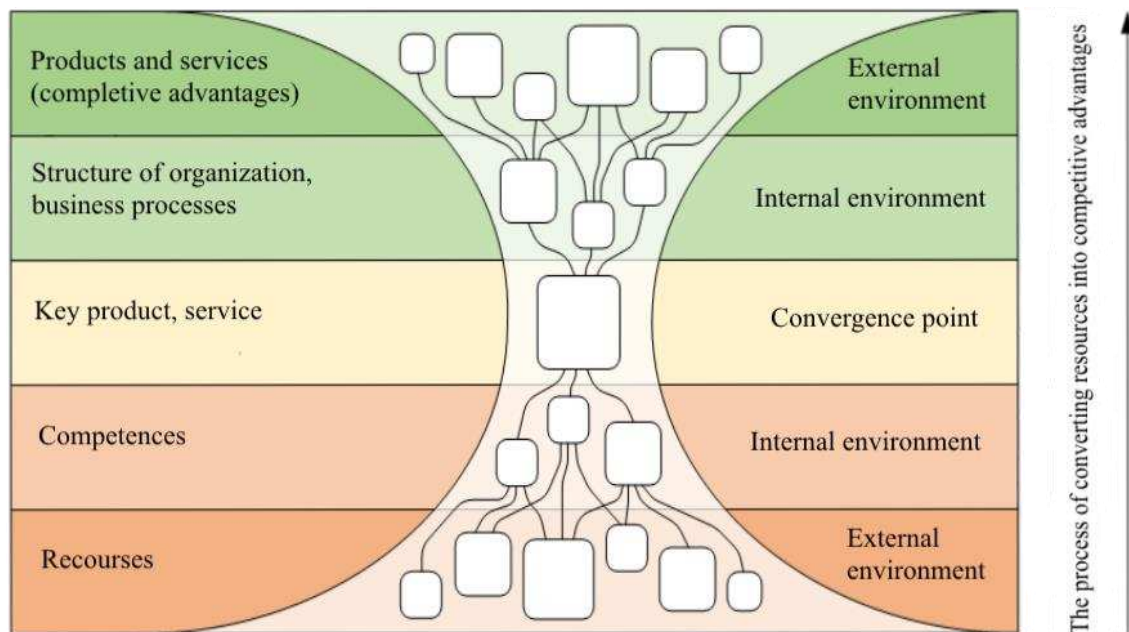 Products and services
(completive advantages)
External
environment
Structure of organization,
business processes
Internal environment
Key product, service
Convergence point
Competences
Internal environment
Recourses
External
environment
The process of converting resources into competitive advantages